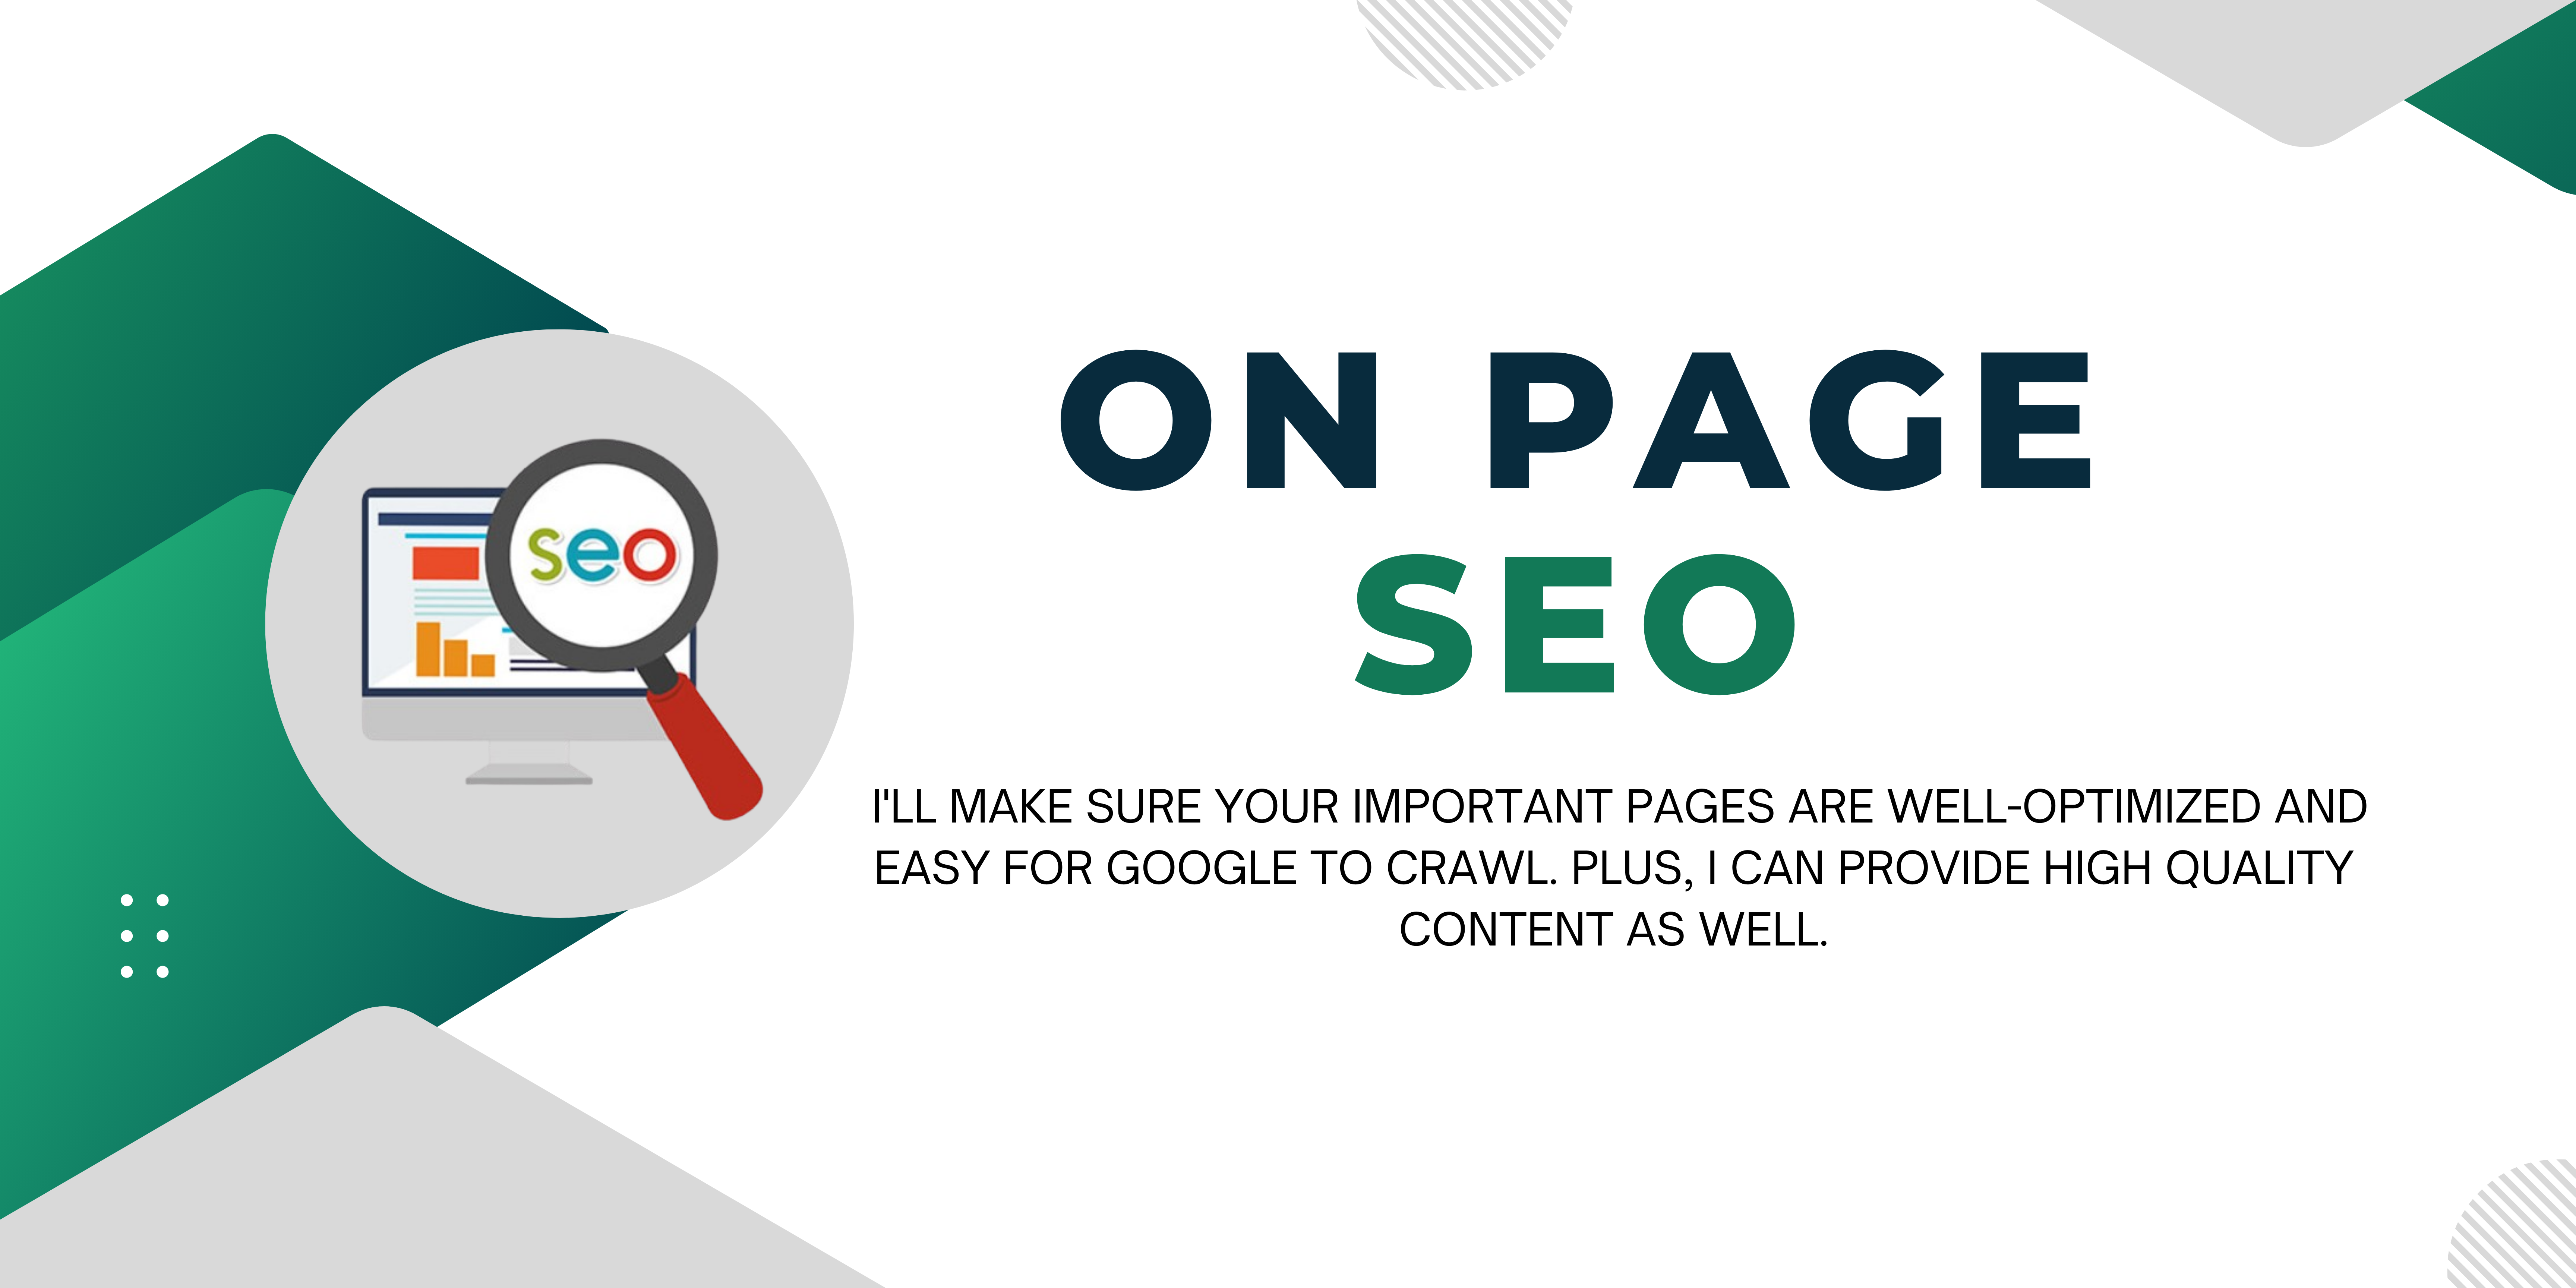 ON PAGE
SEO
seo
I'LL MAKE SURE YOUR IMPORTANT PAGES ARE WELL-OPTIMIZED AND
EASY FOR GOOGLE TO CRAWL. PLUS, I CAN PROVIDE HIGH QUALITY
CONTENT AS WELL.